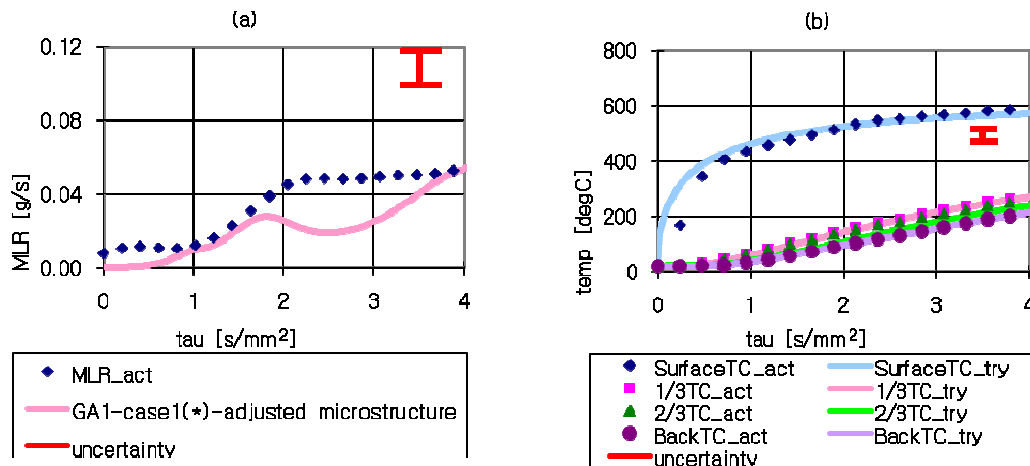 (a)
0.12
0.08
0.04
0.00
MLR [g/s]
0 1 2 3 4
tau [s/mm²]
MLR_act
GA1-case1(*)-adjusted microstructure
uncertainty
(b)
800
600
400
200
0
temp [degC]
0 1 2 3 4
tau [s/mm²]
SurfaceTC_act SurfaceTC_try
1/3TC_act 1/3TC_try
2/3TC_act 2/3TC_try
BackTC_act BackTC_try
uncertainty